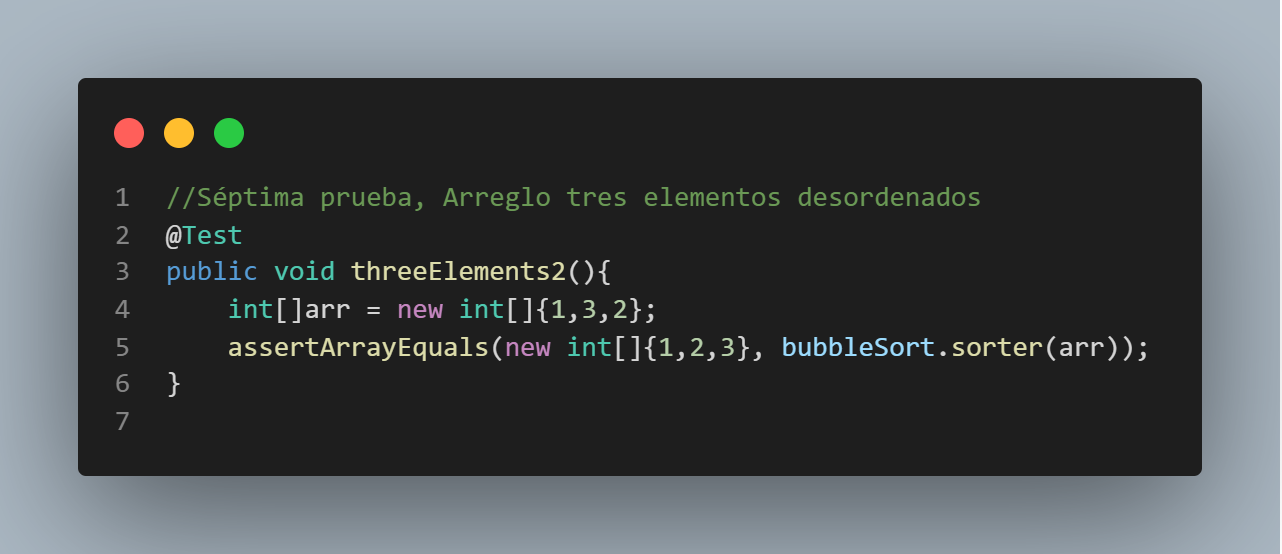 1 //Séptima prueba, Arreglo tres elementos desordenados
2 @Test
3 public void threeElements2(){
4     int[]arr = new int[]{1,3,2};
5     assertArrayEquals(new int[]{1,2,3}, bubbleSort.sorter(arr));
6 }
7